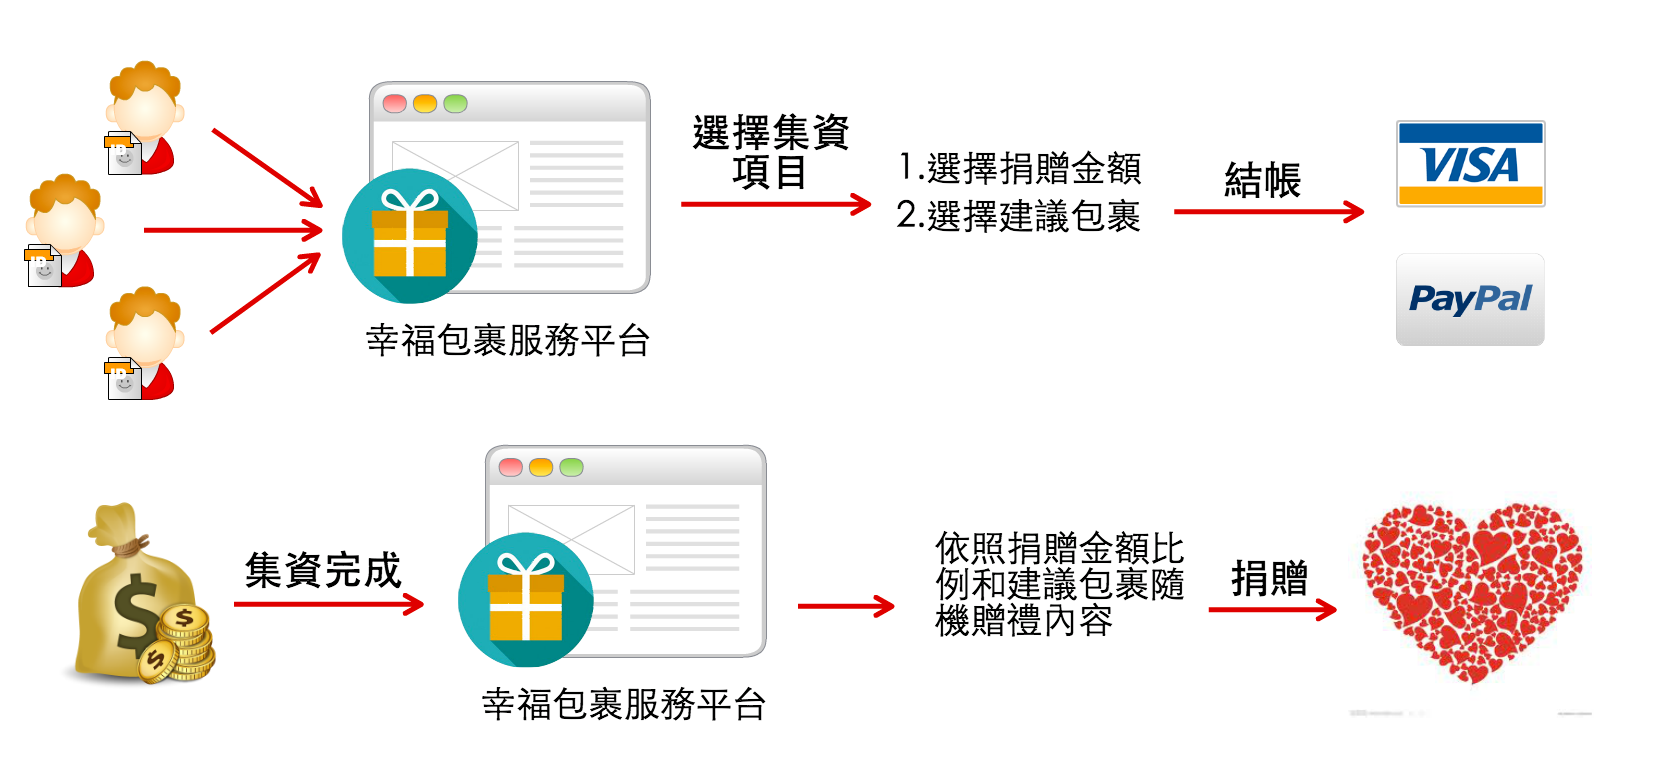 選擇集資
項目
1.選擇捐贈金額
2.選擇建議包裹
結帳
VISA
PayPal
幸福包裹服務平台
集資完成
依照捐贈金額比
例和建議包裹隨
機贈禮內容
捐贈
幸福包裹服務平台